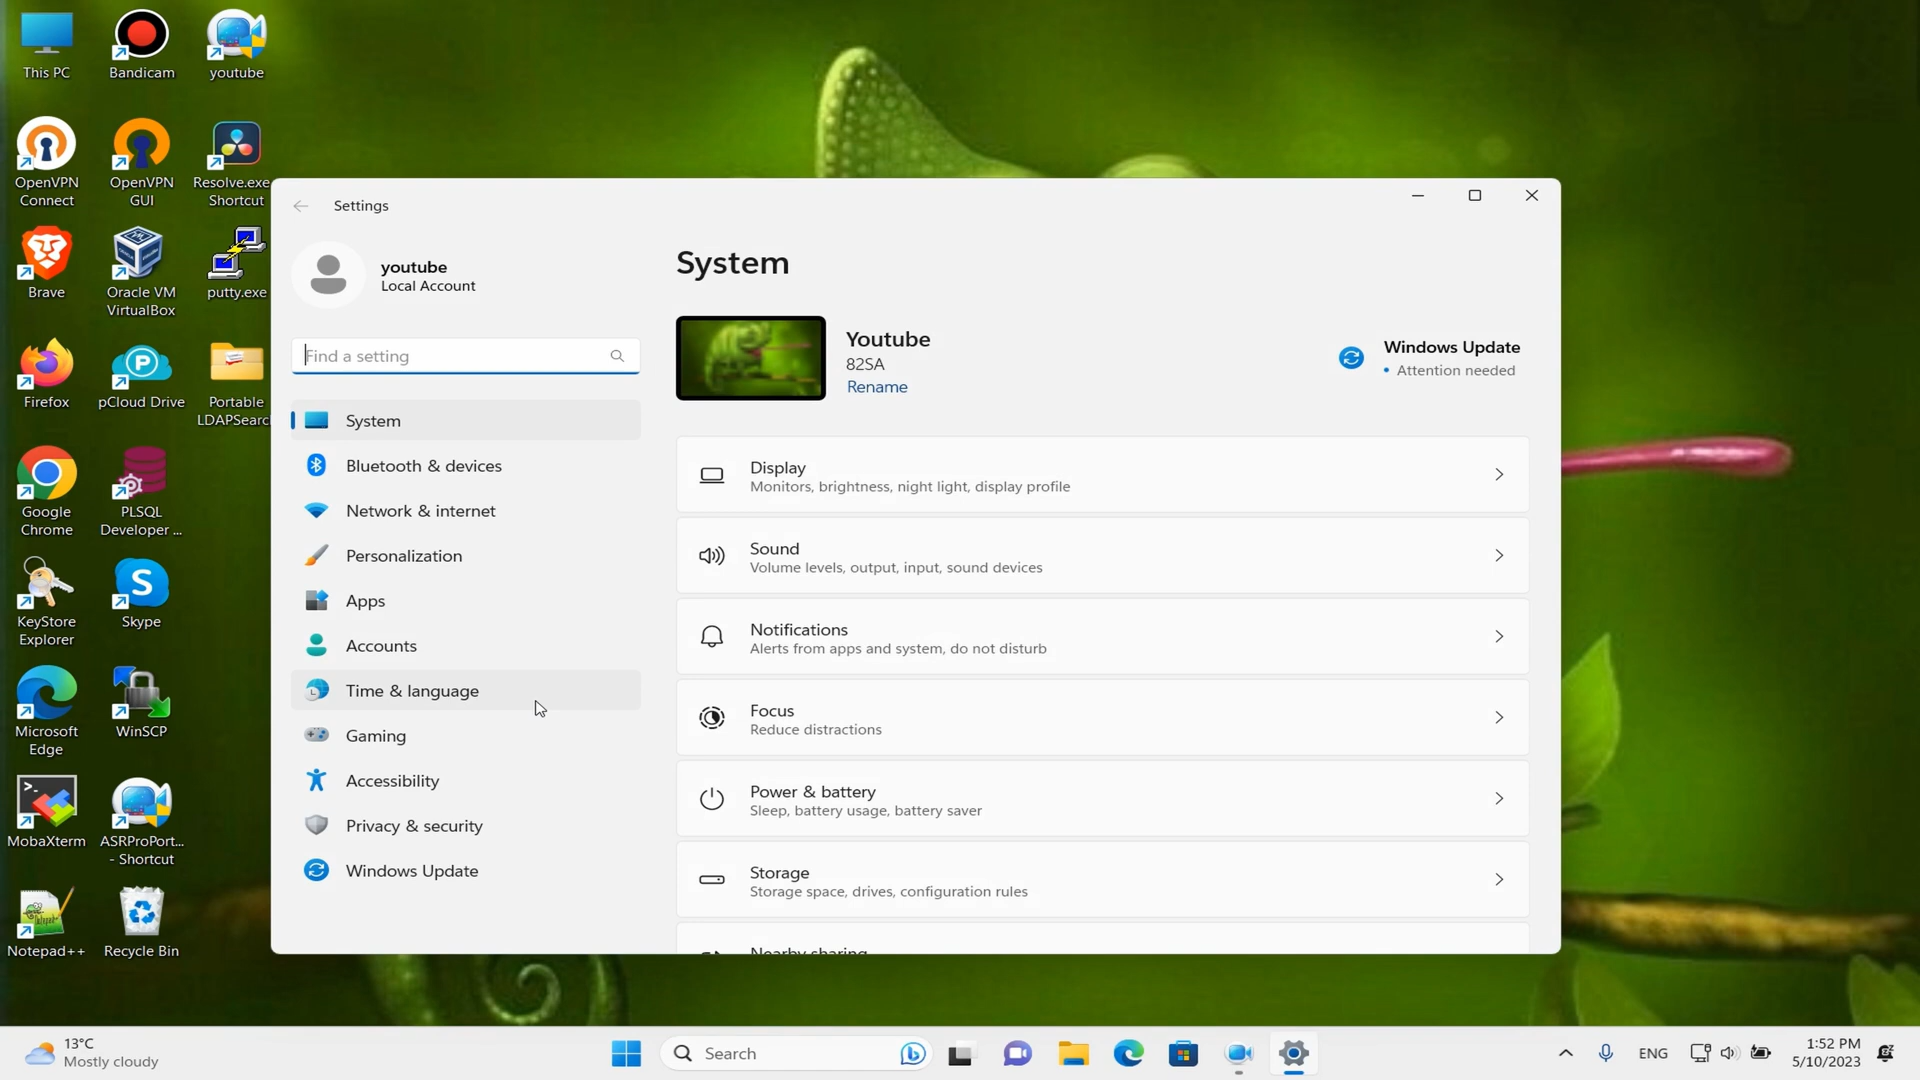 This PC
Bandicam
youtube
OpenVPN
Connect
OpenVPN
GUI
Resolve.exe
Shortcut
Brave
Oracle VM
VirtualBox
putty.exe
Firefox
pCloud Drive
Portable
LDAPSearc
Google
Chrome
PLSQL
Developer ...
KeyStore
Explorer
Skype
Microsoft
Edge
WinSCP
MobaXterm
ASRProPort...
- Shortcut
Notepad++
Recycle Bin
Settings
youtube
Local Account
Find a setting
System
Bluetooth & devices
Network & internet
Personalization
Apps
Accounts
Time & language
Gaming
Accessibility
Privacy & security
Windows Update
System
Youtube
82SA
Rename
Windows Update
• Attention needed
Display
Monitors, brightness, night light, display profile
Sound
Volume levels, output, input, sound devices
Notifications
Alerts from apps and system, do not disturb
Focus
Reduce distractions
Power & battery
Sleep, battery usage, battery saver
Storage
Storage space, drives, configuration rules
Nearby sharing
13°C
Mostly cloudy
Search
ENG
1:52 PM
5/10/2023